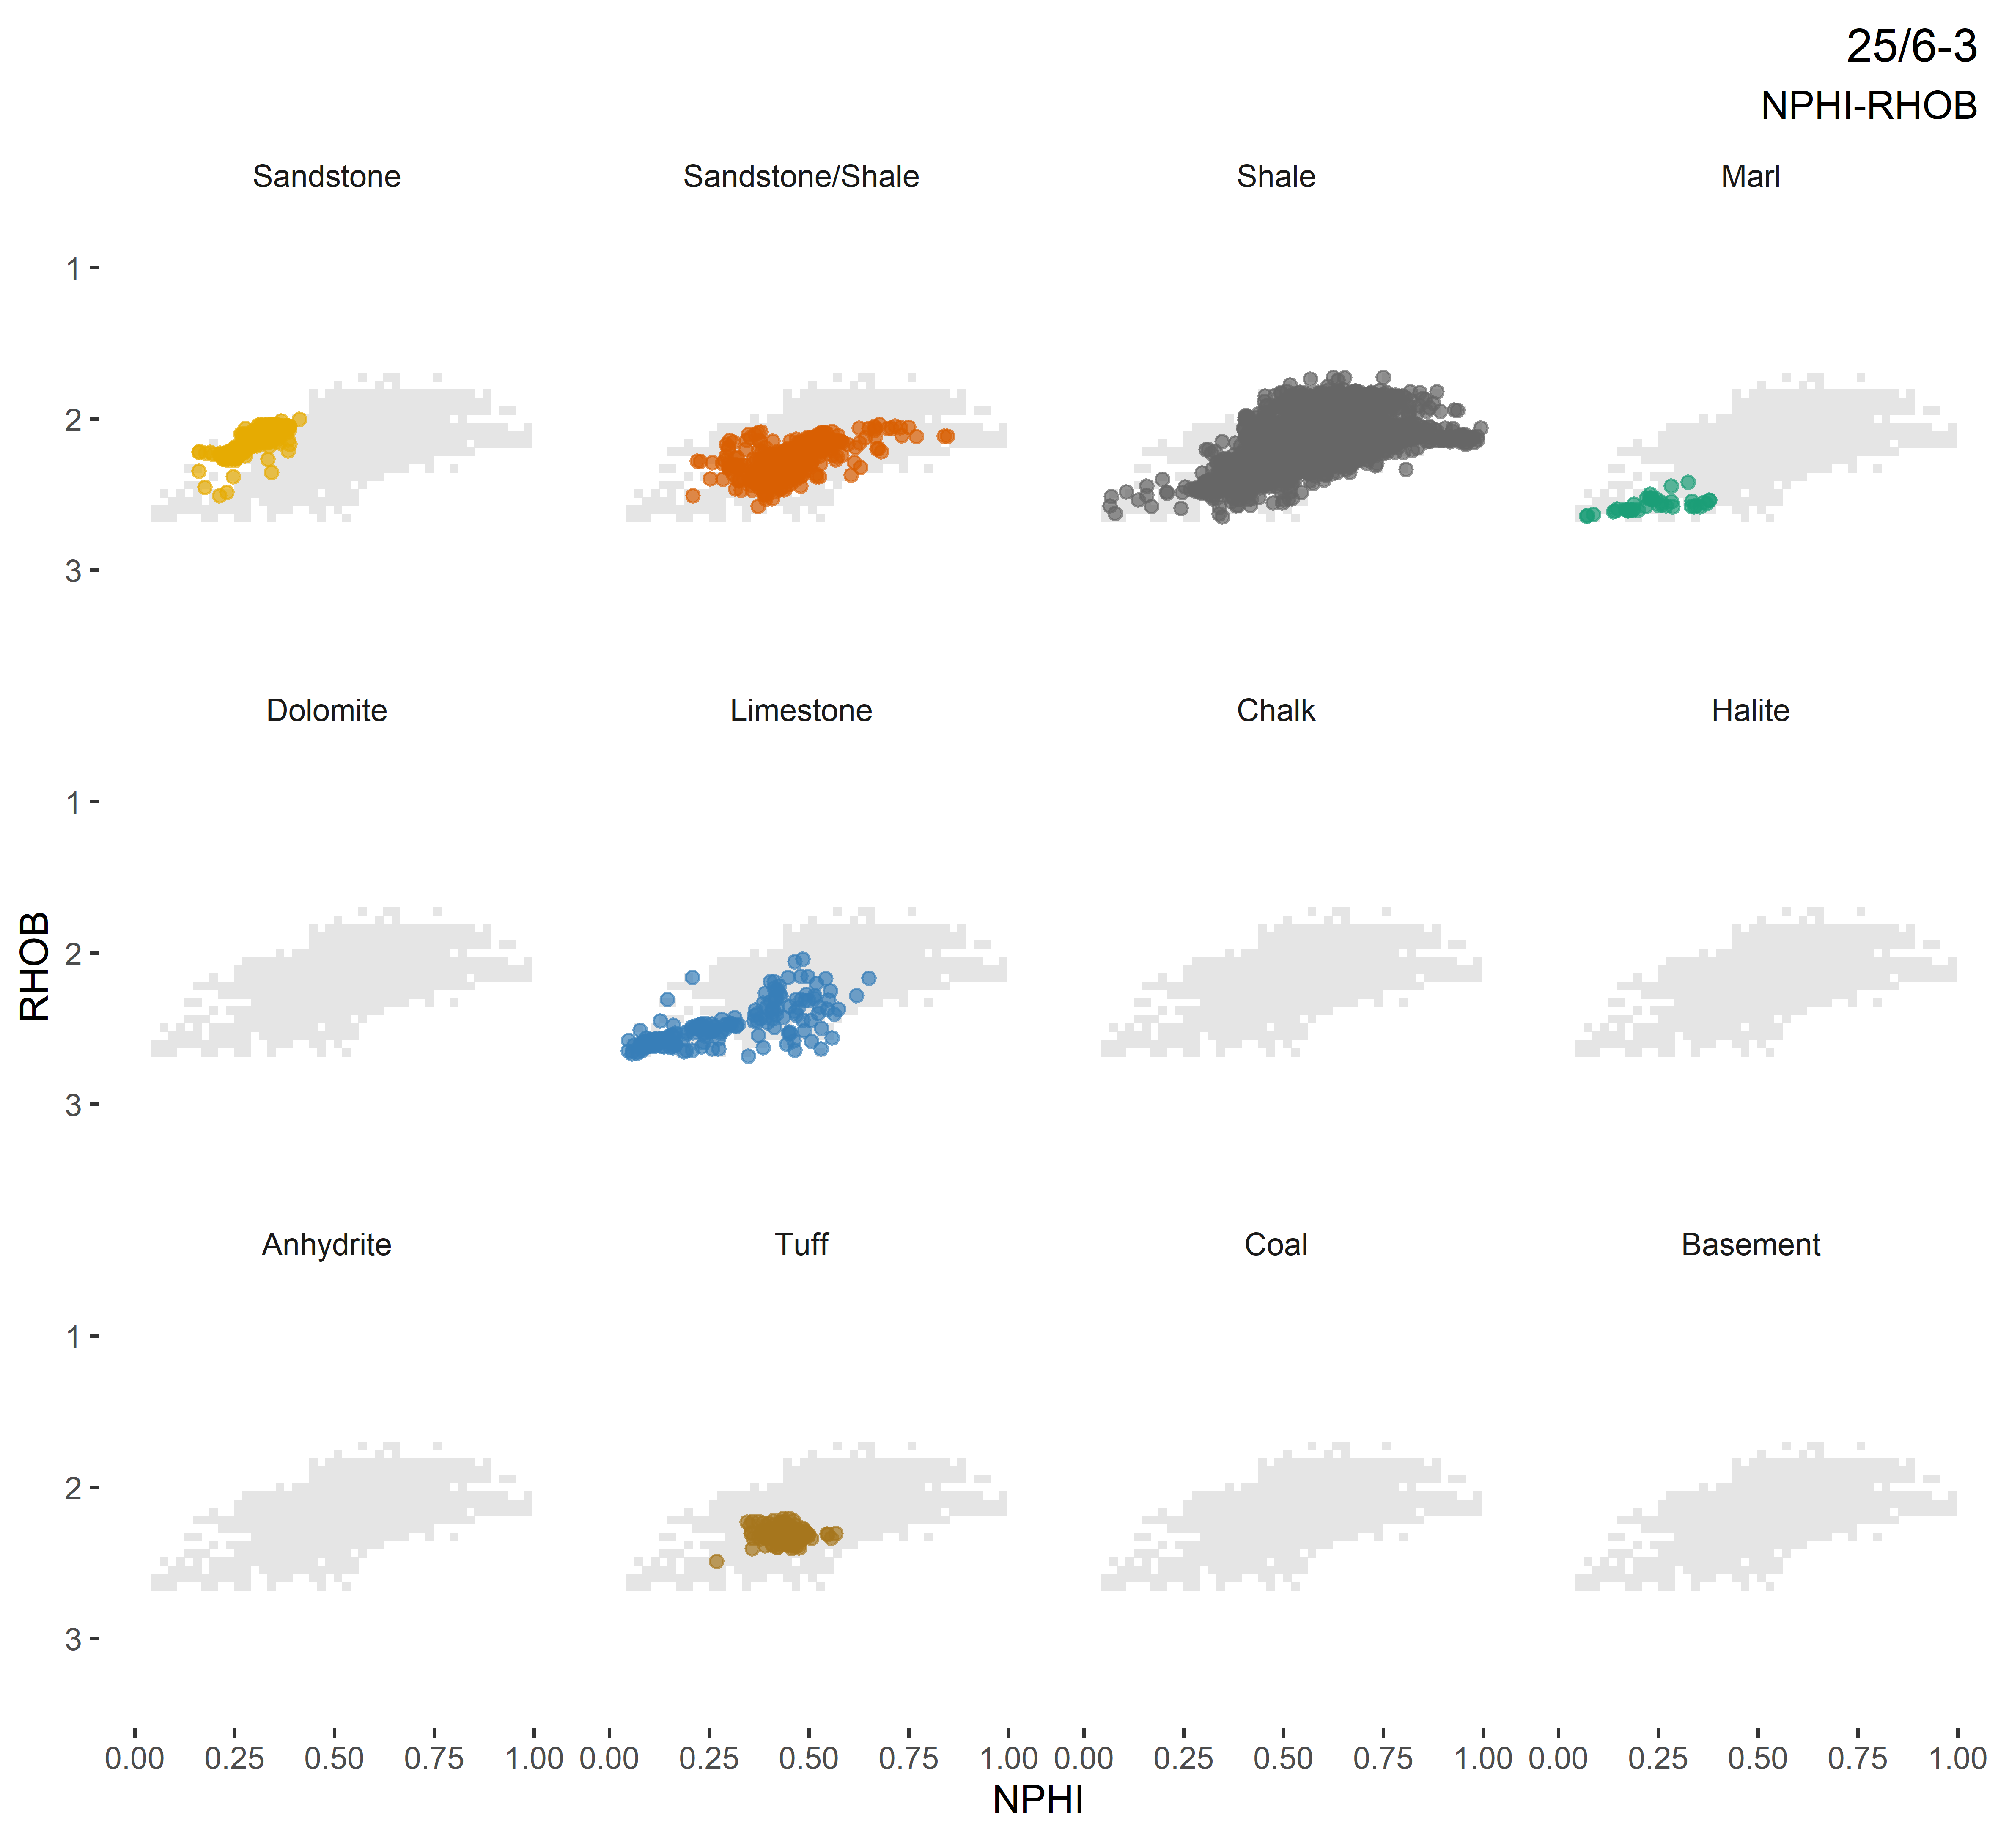 25/6-3
NPHI-RHOB
Sandstone Sandstone/Shale Shale Marl
1
2
3
Dolomite Limestone Chalk Halite
1
2
3
RHOB
Anhydrite Tuff Coal Basement
1
2
3
0.00 0.25 0.50 0.75 1.00 0.00 0.25 0.50 0.75 1.00 0.00 0.25 0.50 0.75 1.00 0.00 0.25 0.50 0.75 1.00
NPHI